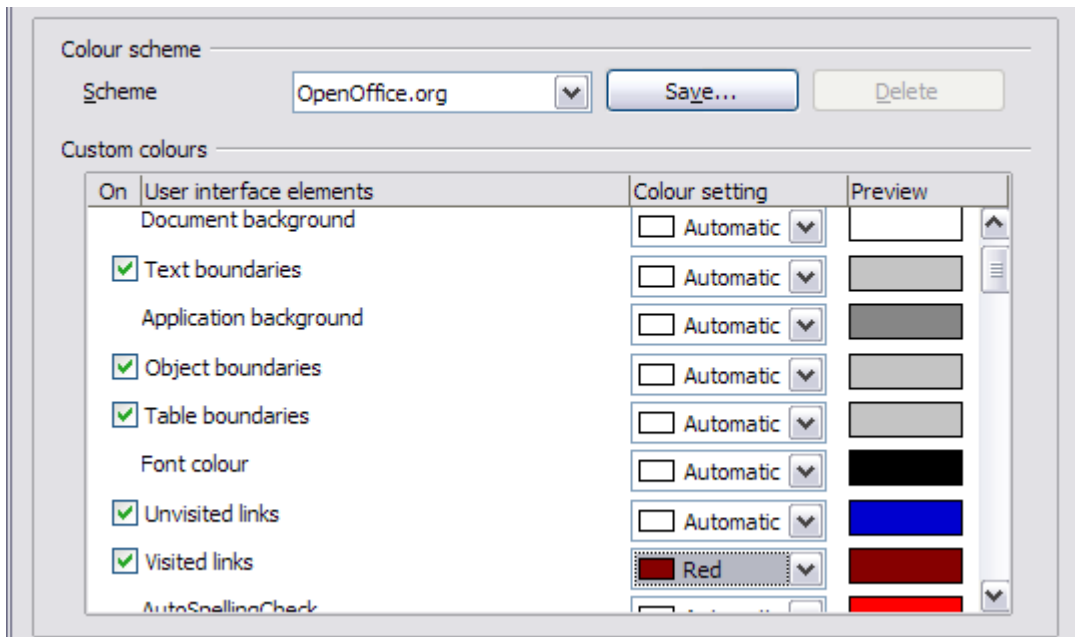 Colour scheme
Scheme OpenOffice.org Save... Delete
Custom colours
On User interface elements Colour setting Preview
Document background Automatic
Text boundaries Automatic
Application background Automatic
Object boundaries Automatic
Table boundaries Automatic
Font colour Automatic
Unvisited links Automatic
Visited links Red
AutoSpellingCheck Automatic